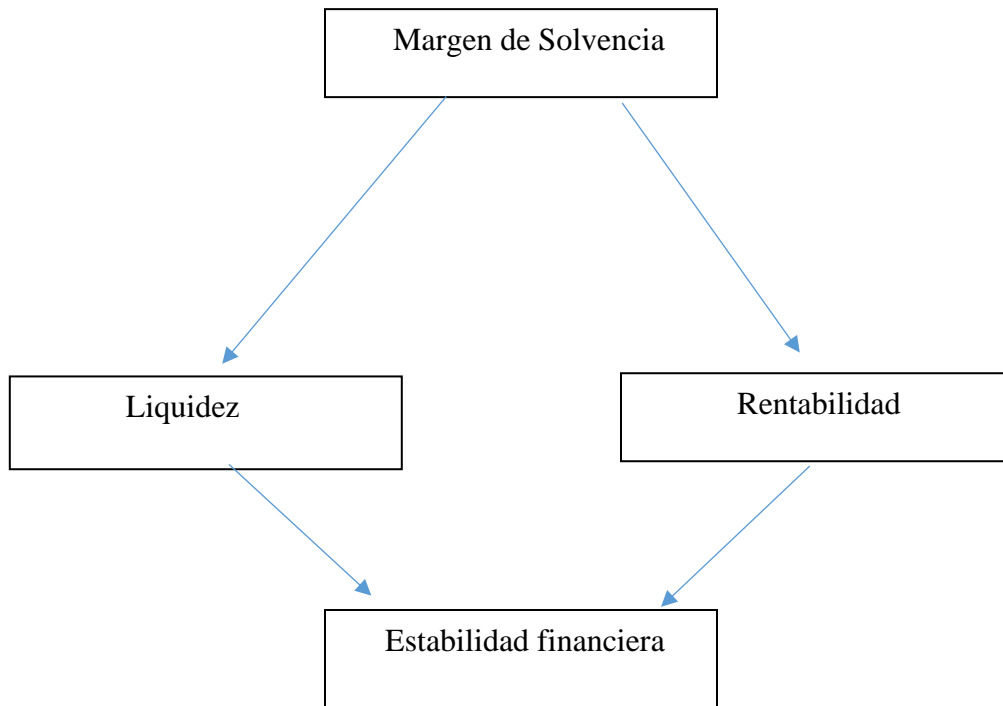 Margen de Solvencia
Liquidez
Rentabilidad
Estabilidad financiera